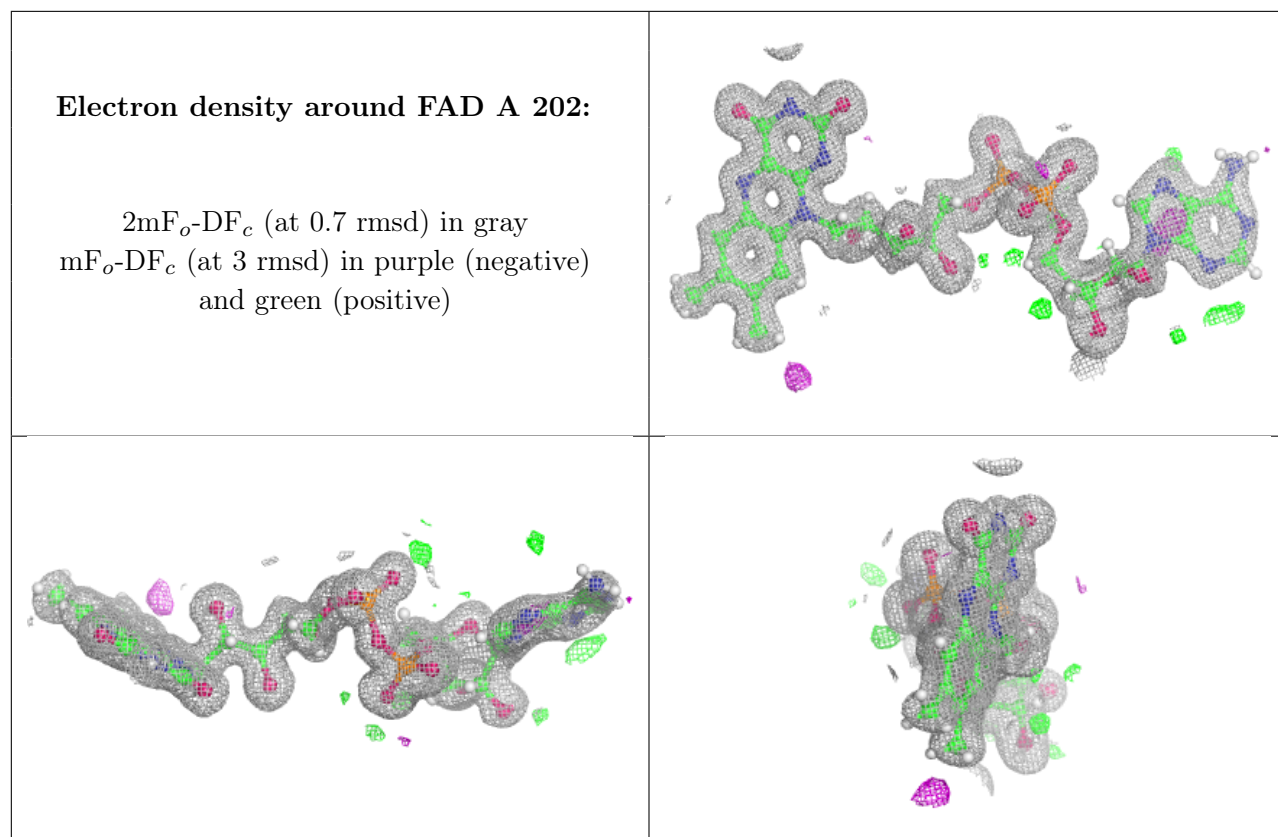 Electron density around FAD A 202:
2mFo-DFc (at 0.7 rmsd) in gray
mFo-DFc (at 3 rmsd) in purple (negative)
and green (positive)